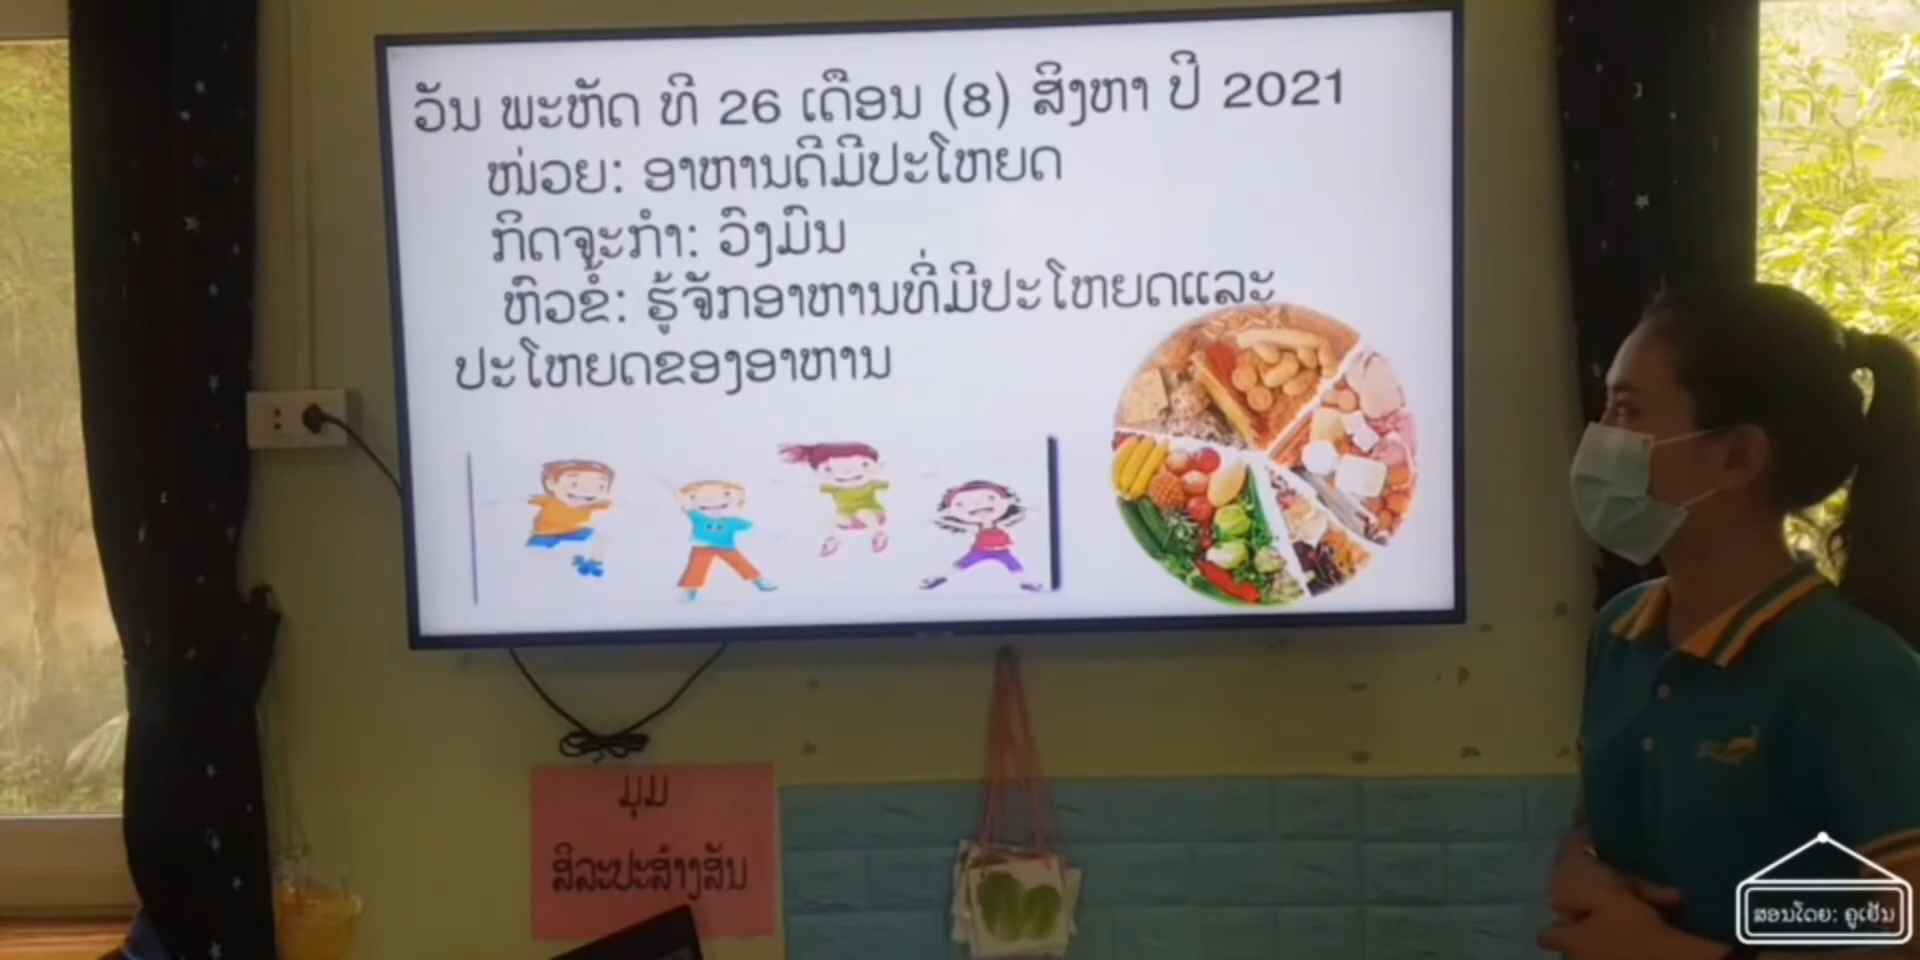 ວັນ ພະຫັດ ທີ 26 ເດືອນ (8) ສິງຫາ ປີ 2021
ໜ່ວຍ: ອາຫານດີມີປະໂຫຍດ
ກິດຈະກຳ: ວົງມົນ
ຫົວຂໍ້: ຮູ້ຈັກອາຫານທີ່ມີປະໂຫຍດແລະ
ປະໂຫຍດຂອງອາຫານ
ມຸມ
ສິລະປະສ້າງສັນ
ສອນໂດຍ: ຄູເຢັນ